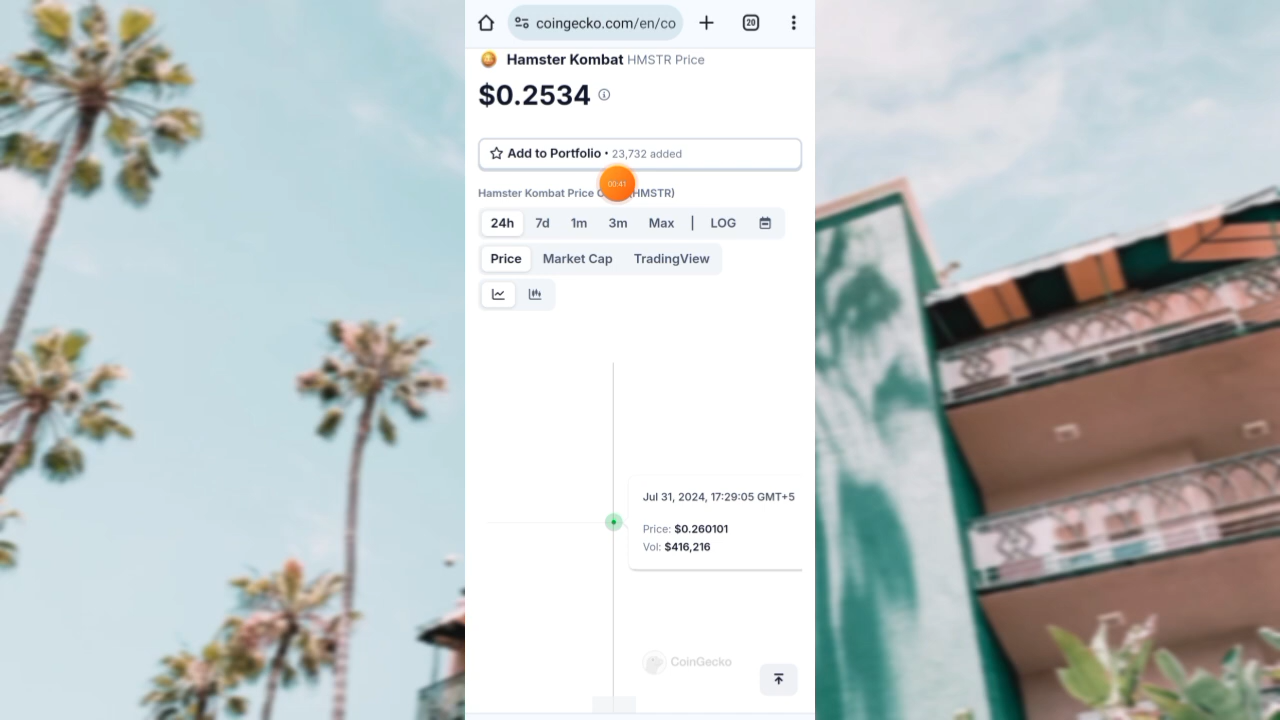 coingecko.com/en/co
20
Hamster Kombat HMSTR Price
$0.2534
Add to Portfolio • 23,732 added
00:41
Hamster Kombat Price C (HMSTR)
24h 7d 1m 3m Max | LOG
Price Market Cap TradingView
Jul 31, 2024, 17:29:05 GMT+5
Price: $0.260101
Vol: $416,216
CoinGecko